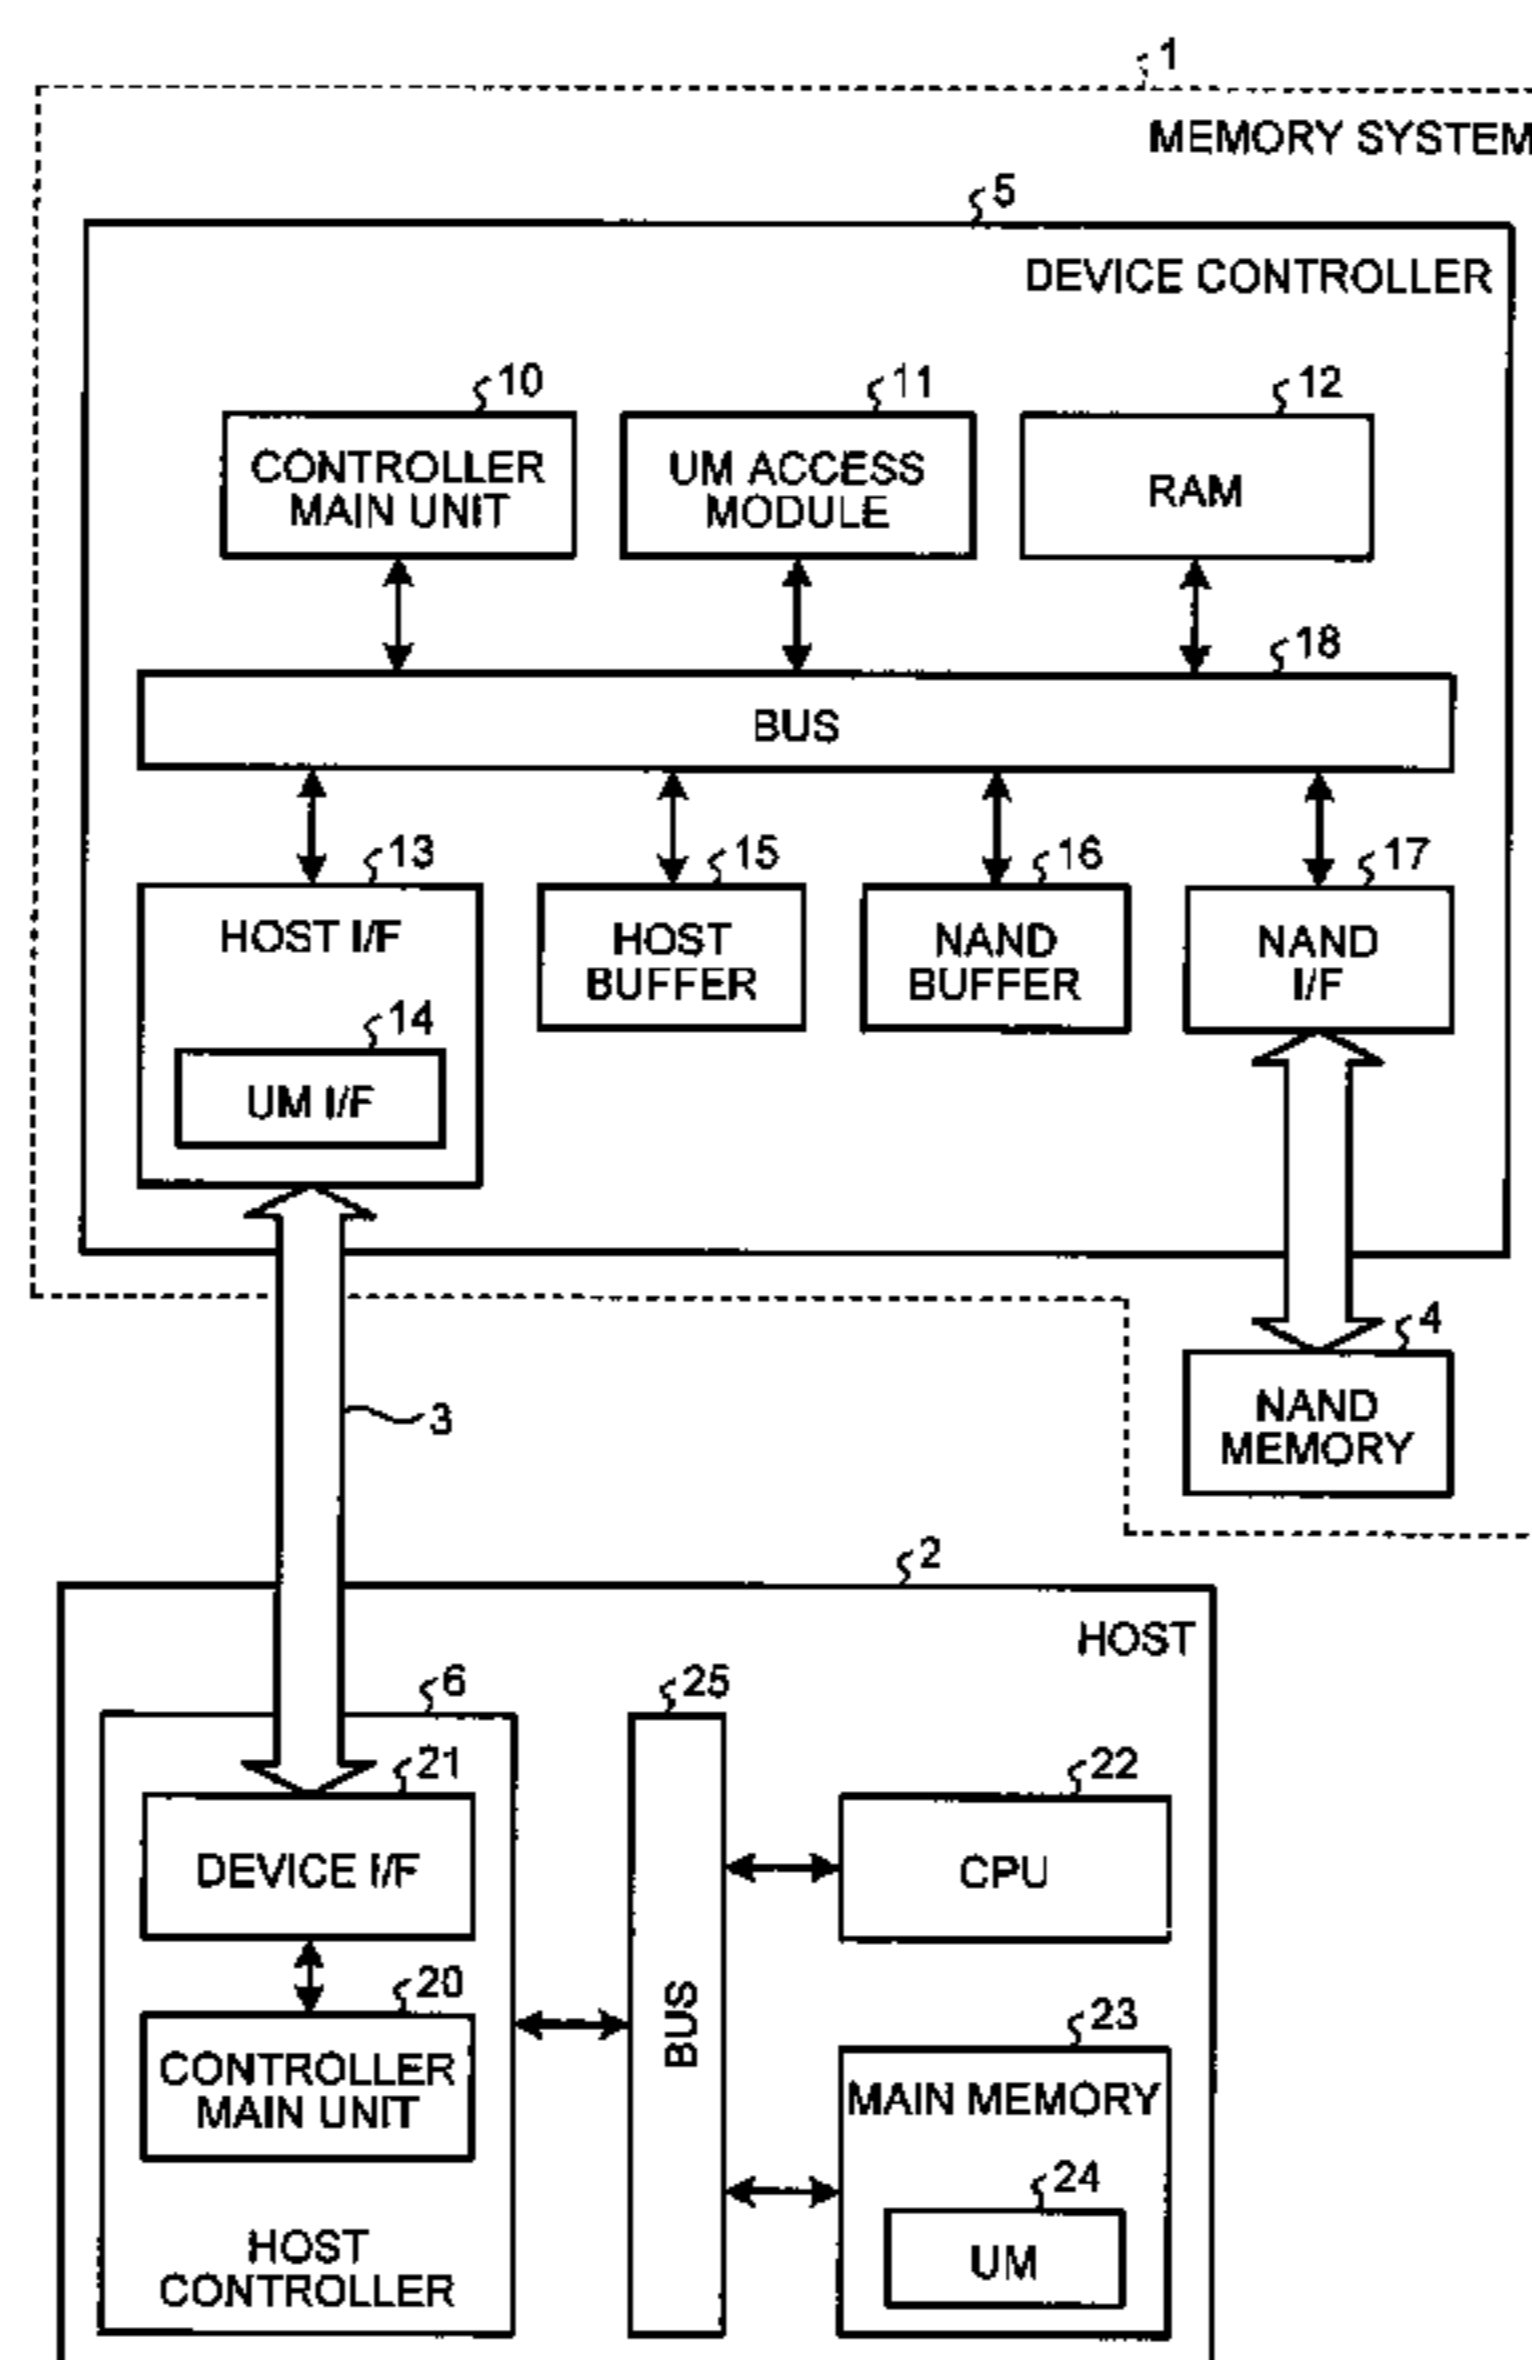 1
MEMORY SYSTEM
5
DEVICE CONTROLLER
10
11
12
CONTROLLER
MAIN UNIT
UM ACCESS
MODULE
RAM
18
BUS
13
15
16
17
HOST I/F
HOST
BUFFER
NAND
BUFFER
NAND
I/F
14
UM I/F
4
NAND
MEMORY
3
2
HOST
6
25
21
22
DEVICE I/F
CPU
20
BUS
23
CONTROLLER
MAIN UNIT
MAIN MEMORY
24
UM
HOST
CONTROLLER